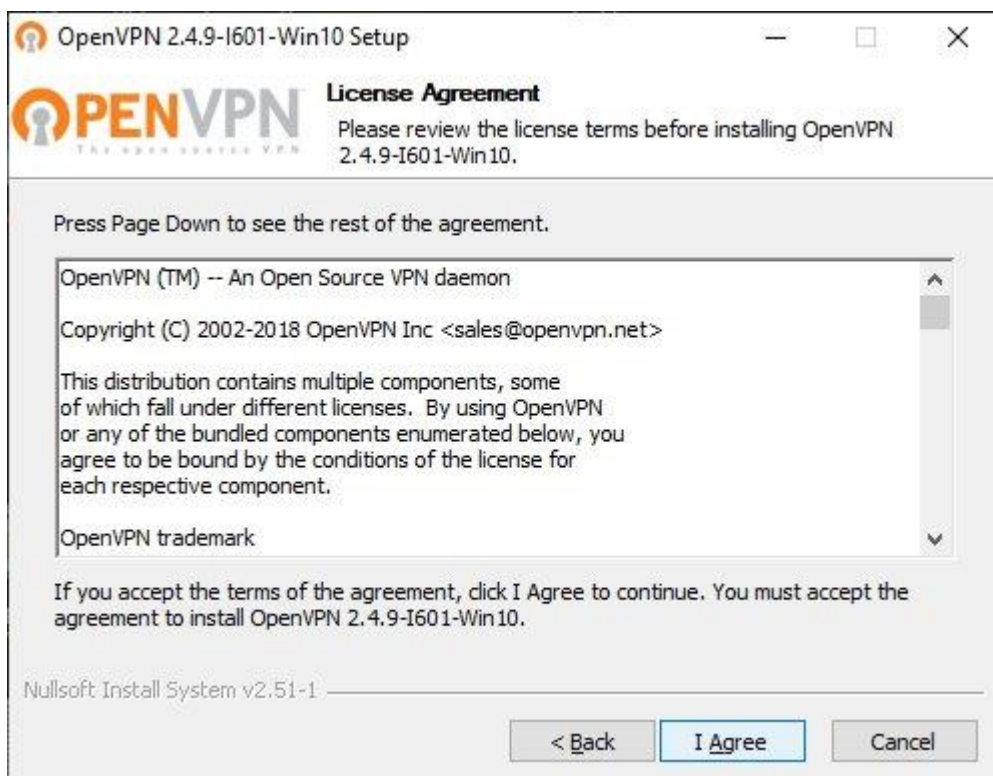 OpenVPN 2.4.9-I601-Win10 Setup
OPENVPN
The open source VPN
License Agreement
Please review the license terms before installing OpenVPN
2.4.9-I601-Win10.
Press Page Down to see the rest of the agreement.
OpenVPN (TM) -- An Open Source VPN daemon
Copyright (C) 2002-2018 OpenVPN Inc <sales@openvpn.net>
This distribution contains multiple components, some
of which fall under different licenses.  By using OpenVPN
or any of the bundled components enumerated below, you
agree to be bound by the conditions of the license for
each respective component.
OpenVPN trademark
If you accept the terms of the agreement, click I Agree to continue. You must accept the
agreement to install OpenVPN 2.4.9-I601-Win10.
Nullsoft Install System v2.51-1
< Back
I Agree
Cancel